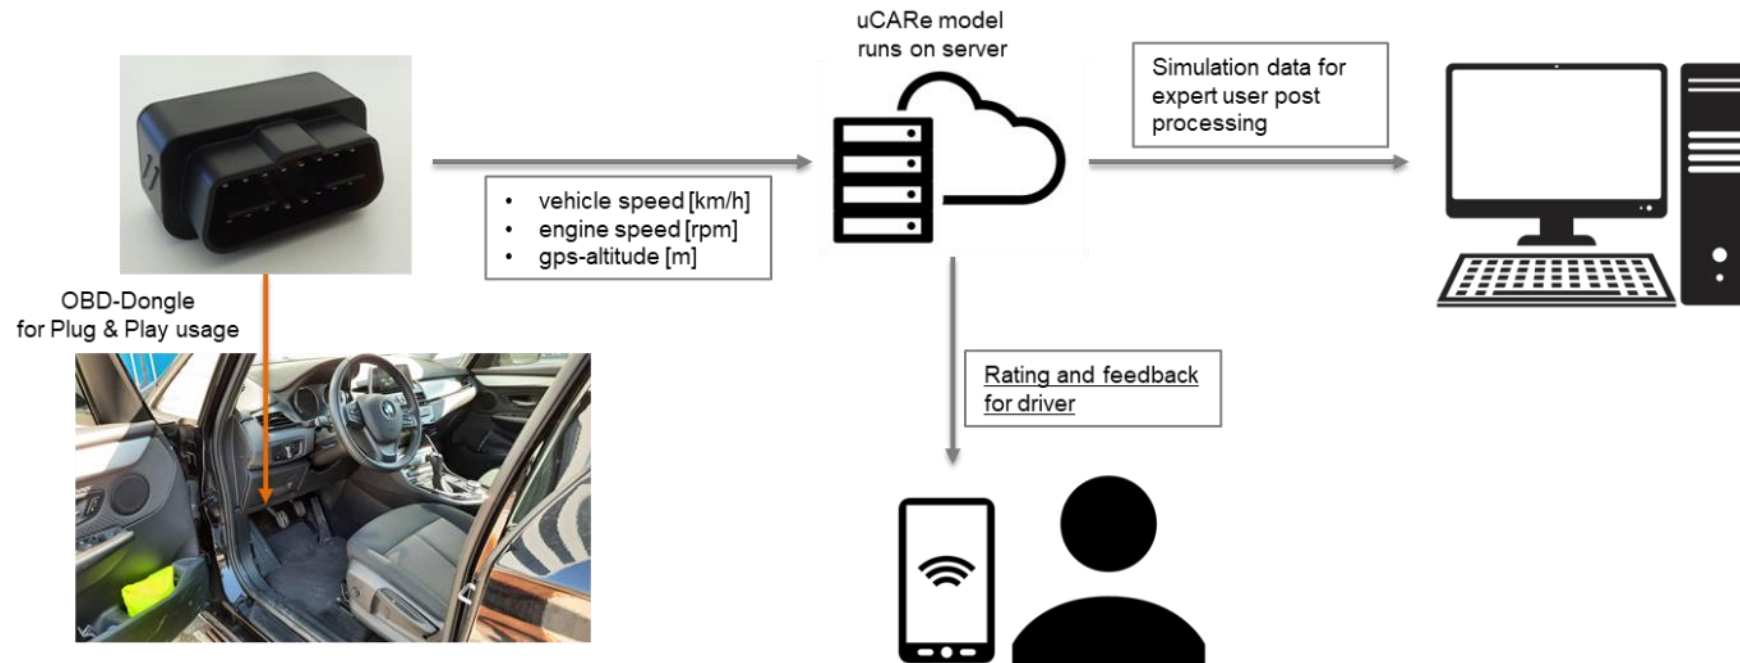 uCARe model
runs on server
Simulation data for
expert user post
processing
• vehicle speed [km/h]
• engine speed [rpm]
• gps-altitude [m]
OBD-Dongle
for Plug & Play usage
Rating and feedback
for driver